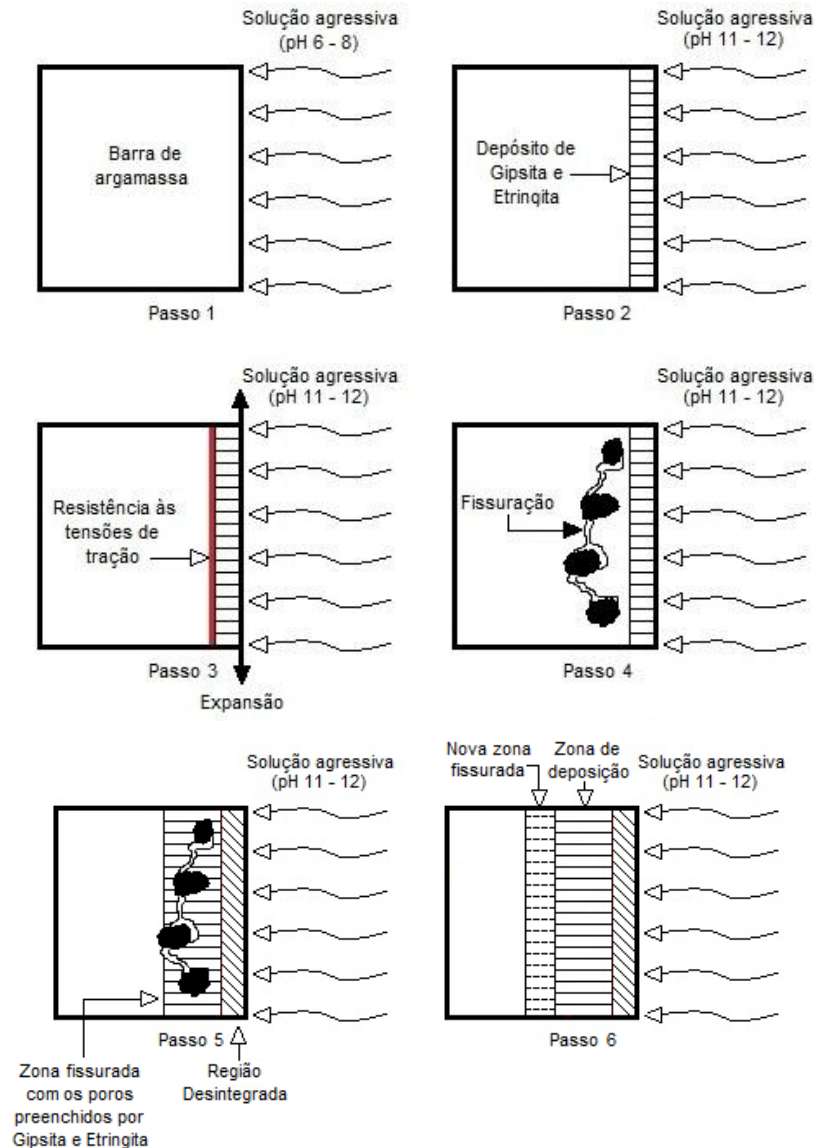 Solução agressiva
(pH 6 - 8)
Barra de
argamassa
Passo 1
Solução agressiva
(pH 11 - 12)
Depósito de
Gipsita e
Etringita
Passo 2
Solução agressiva
(pH 11 - 12)
Resistência às
tensões de
tração
Passo 3
Expansão
Solução agressiva
(pH 11 - 12)
Fissuração
Passo 4
Solução agressiva
(pH 11 - 12)
Passo 5
Zona fissurada
com os poros
preenchidos por
Gipsita e Etringita
Região
Desintegrada
Nova zona
fissurada
Zona de
deposição
Solução agressiva
(pH 11 - 12)
Passo 6